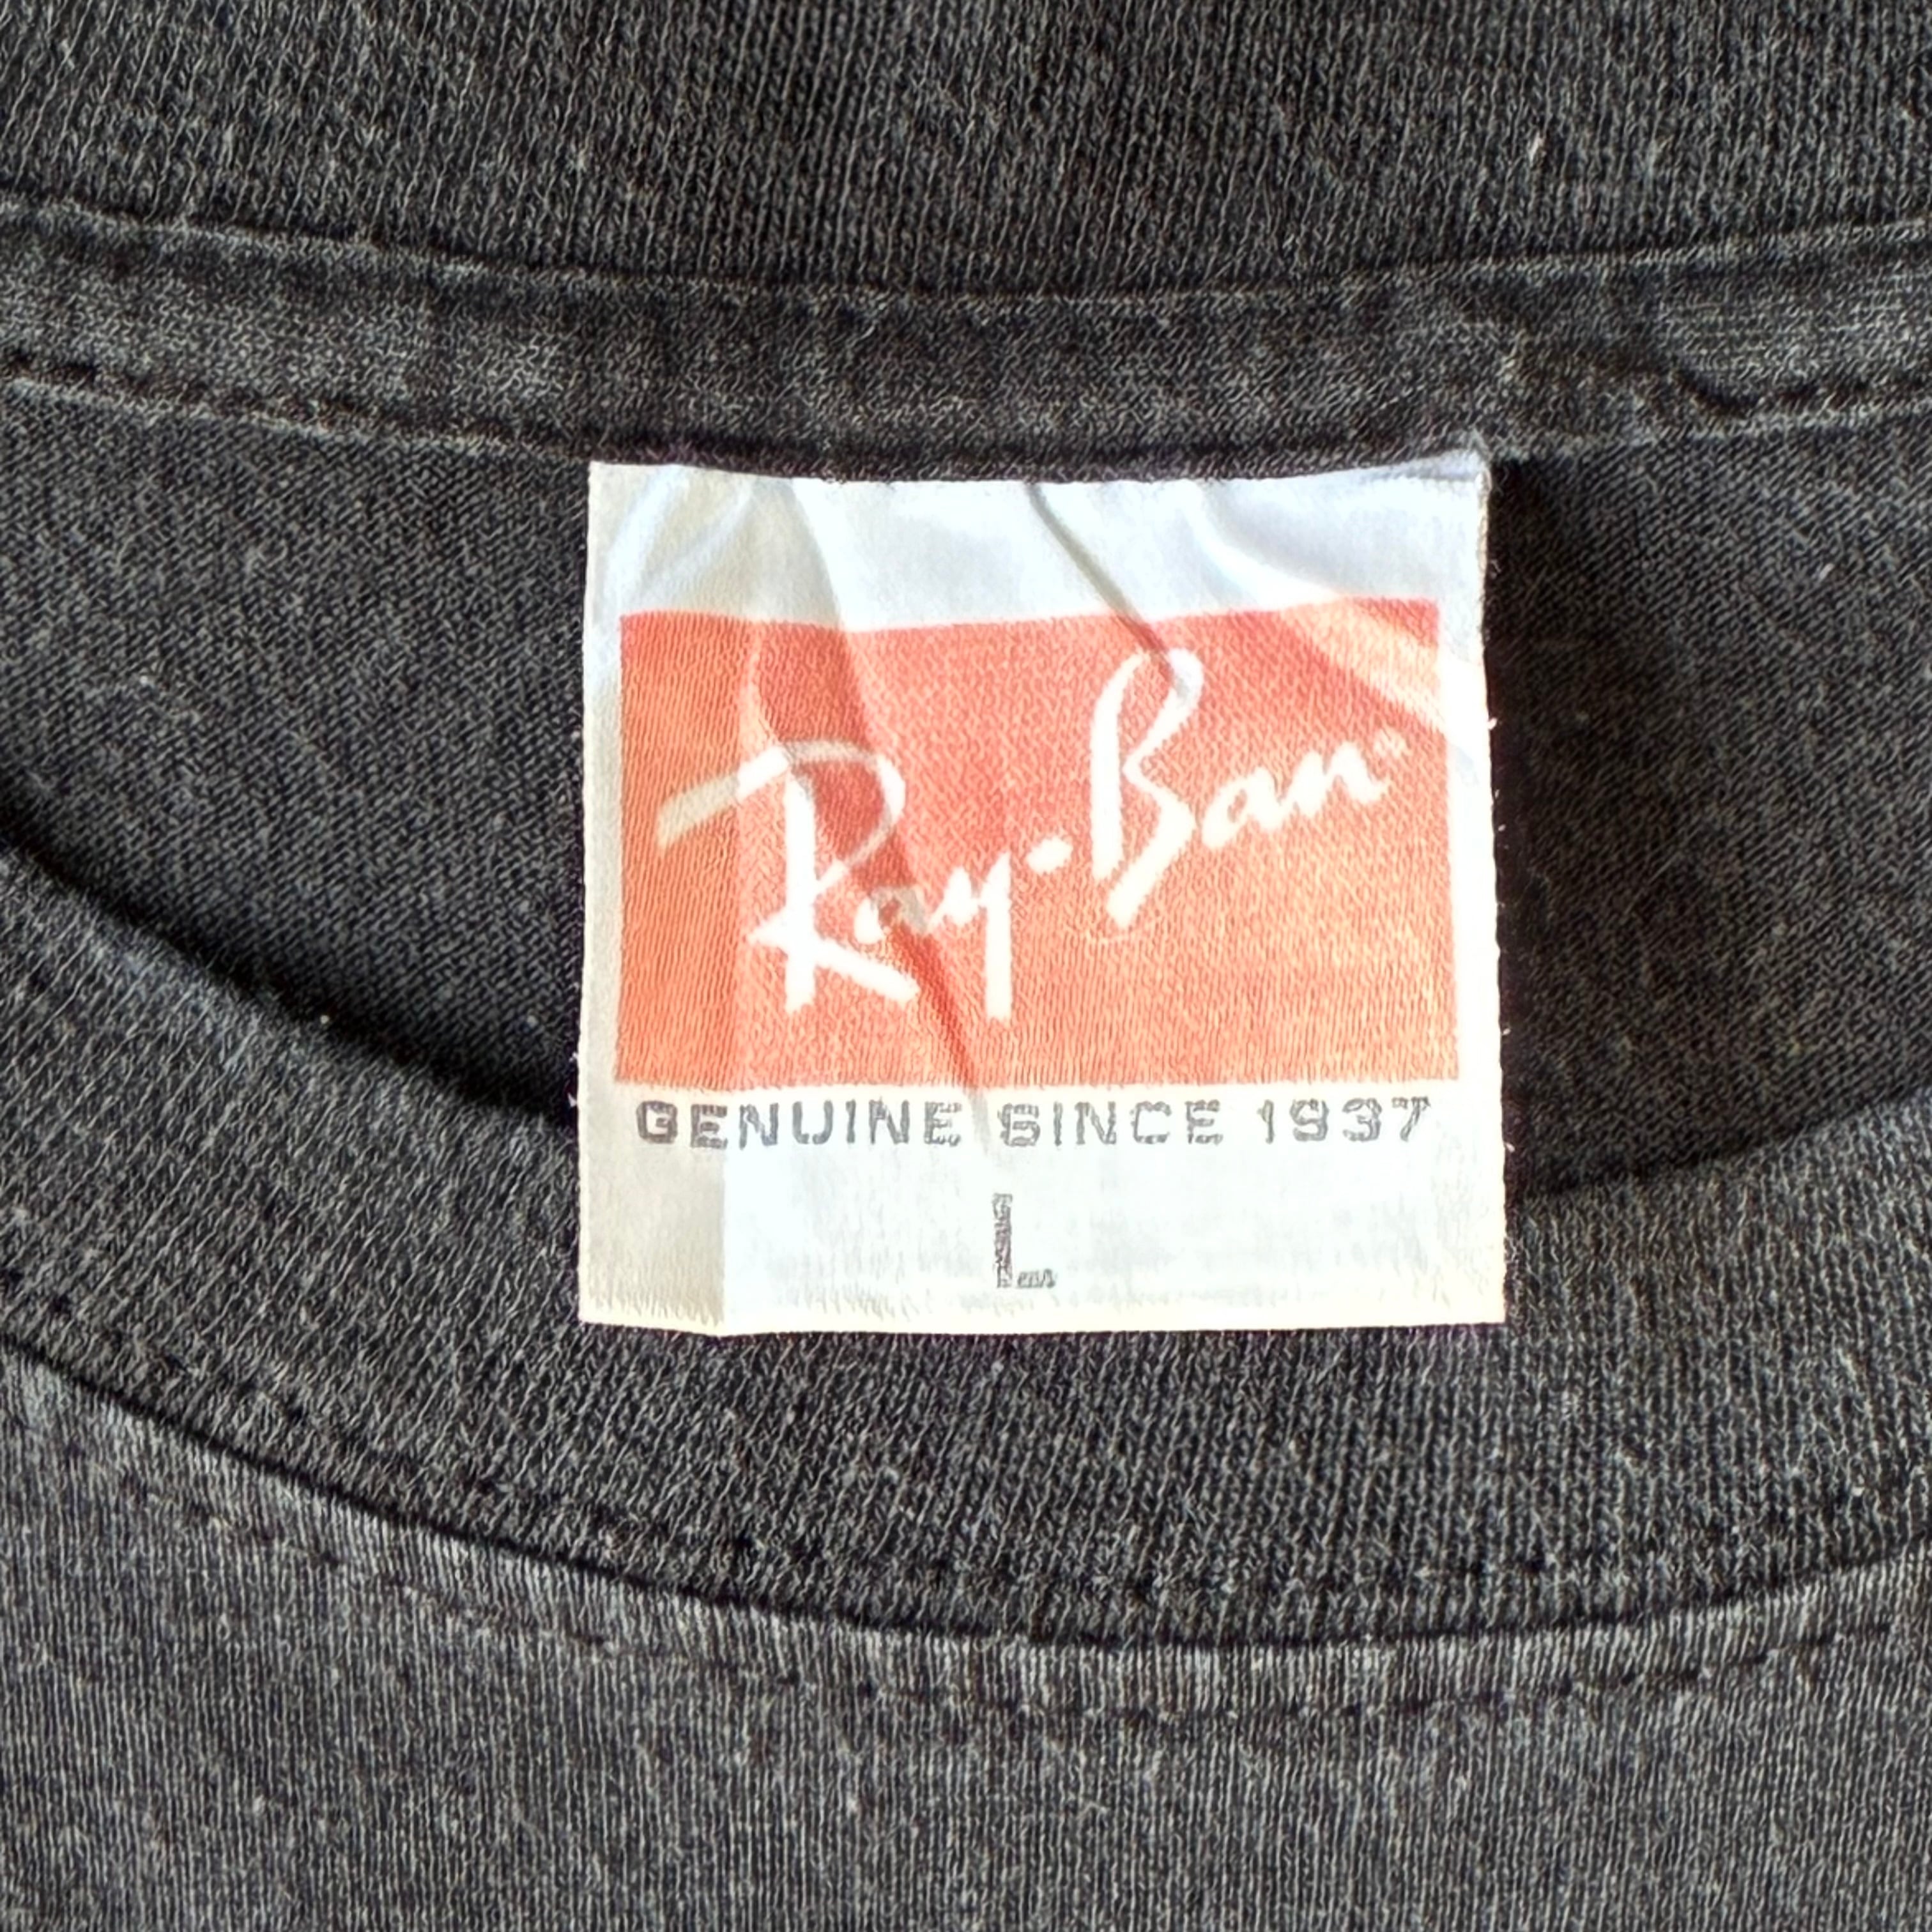 Ray-Ban
GENUINE SINCE 1937
L